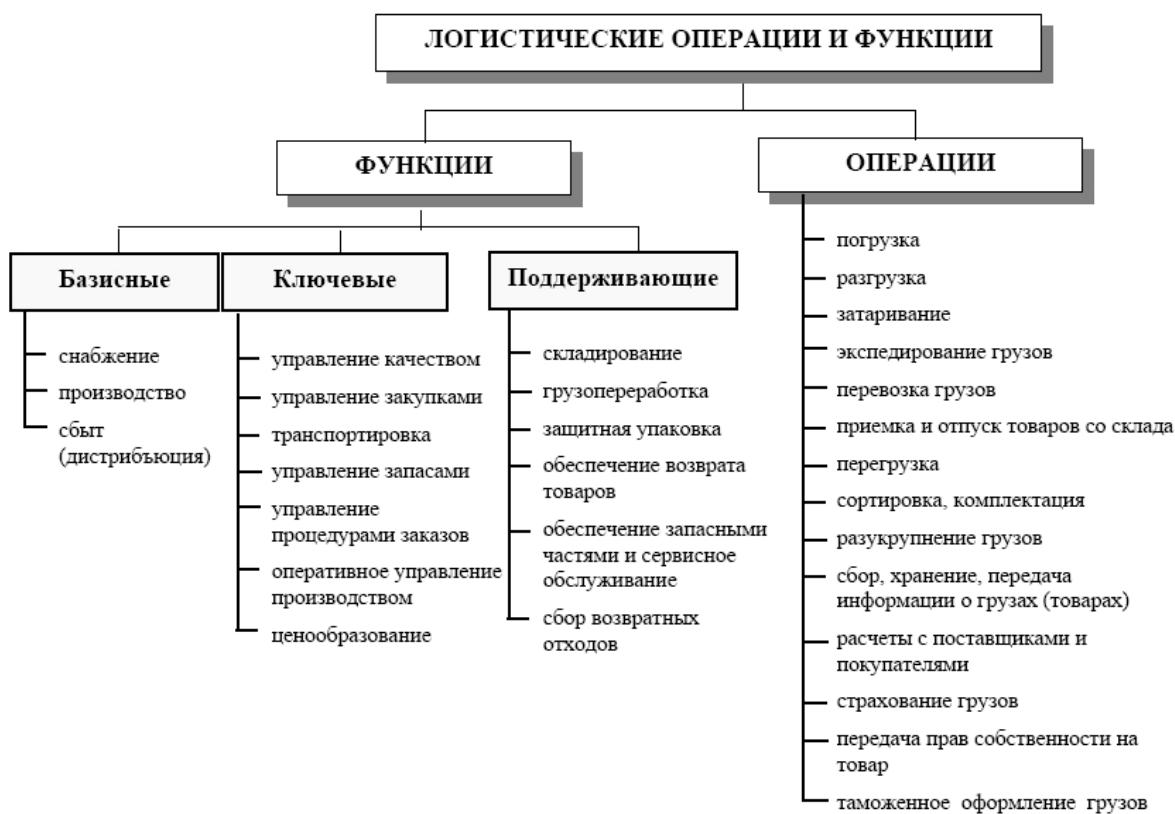 ЛОГИСТИЧЕСКИЕ ОПЕРАЦИИ И ФУНКЦИИ
ФУНКЦИИ
Базисные
снабжение
производство
сбыт
(дистрибъюция)
Ключевые
управление качеством
управление закупками
транспортировка
управление запасами
управление
процедурами заказов
оперативное управление
производством
ценообразование
Поддерживающие
складирование
грузопереработка
защитная упаковка
обеспечение возврата
товаров
обеспечение запасными
частями и сервисное
обслуживание
сбор возвратных
отходов
ОПЕРАЦИИ
погрузка
разгрузка
затаривание
экспедирование грузов
перевозка грузов
приемка и отпуск товаров со склада
перегрузка
сортировка, комплектация
разукрупнение грузов
сбор, хранение, передача
информации о грузах (товарах)
расчеты с поставщиками и
покупателями
страхование грузов
передача прав собственности на
товар
таможенное оформление грузов